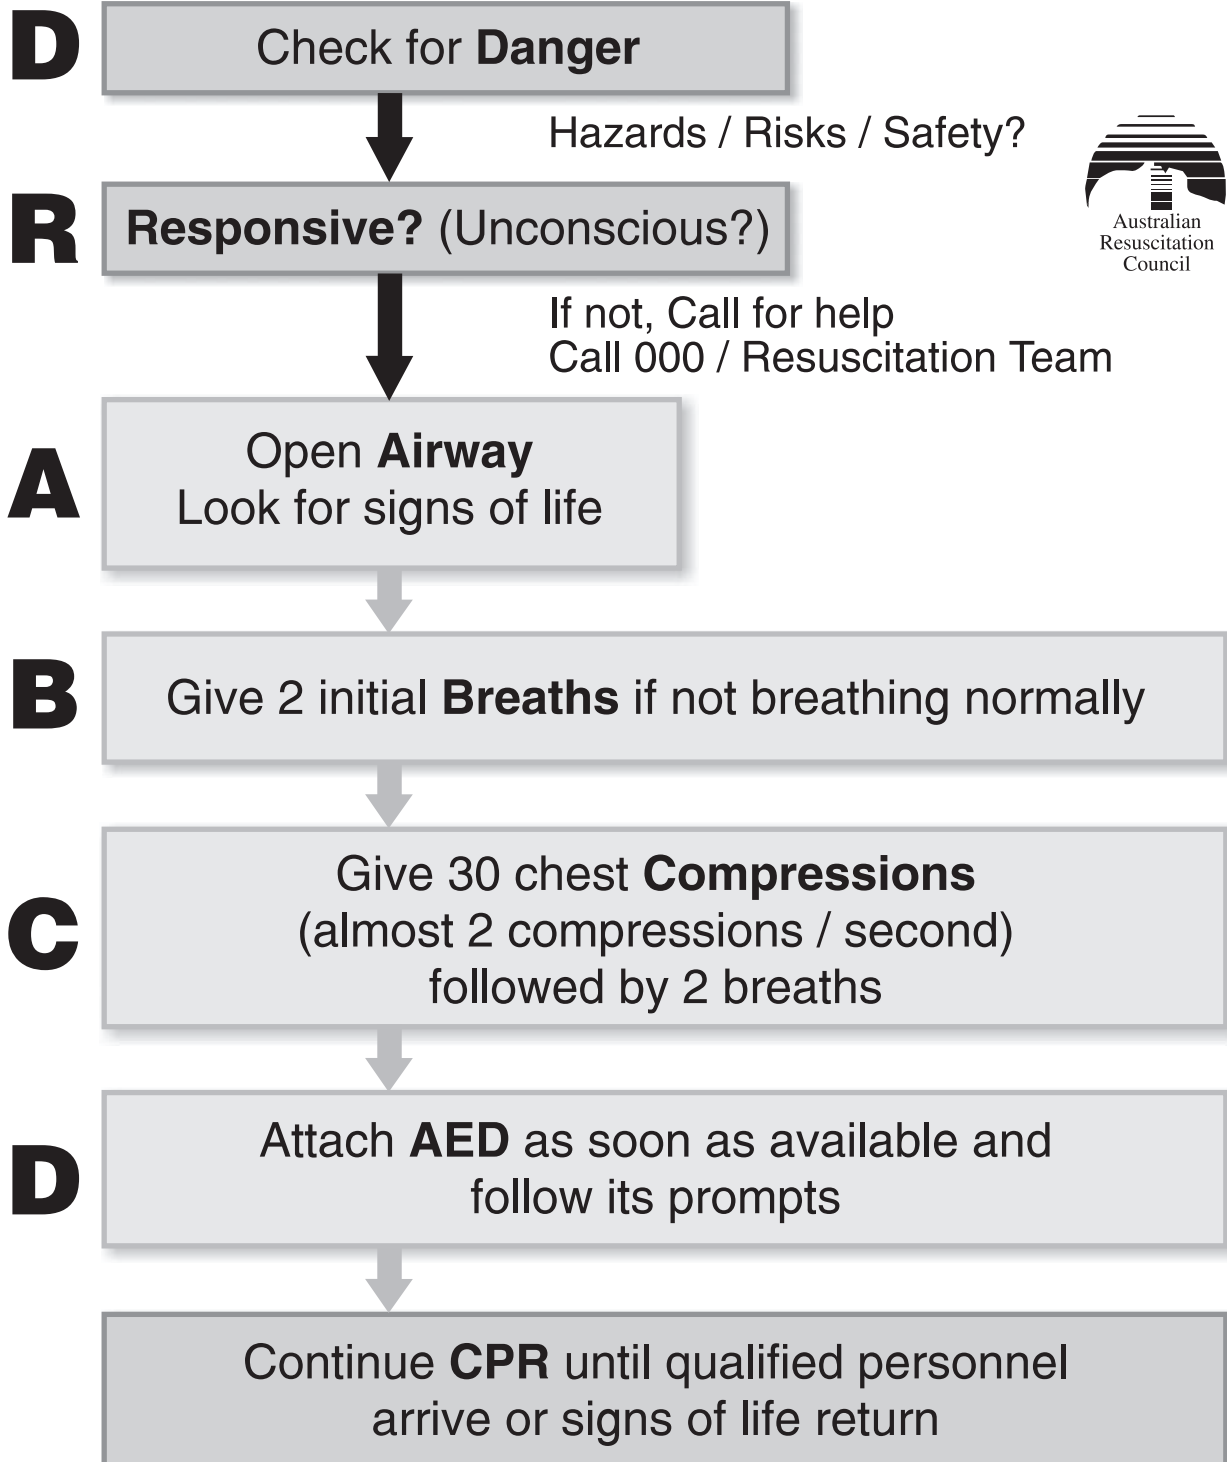 D
Check for Danger
Hazards / Risks / Safety?
Australian
Resuscitation
Council
R
Responsive? (Unconscious?)
If not, Call for help
Call 000 / Resuscitation Team
A
Open Airway
Look for signs of life
B
Give 2 initial Breaths if not breathing normally
C
Give 30 chest Compressions
(almost 2 compressions / second)
followed by 2 breaths
D
Attach AED as soon as available and
follow its prompts
Continue CPR until qualified personnel
arrive or signs of life return